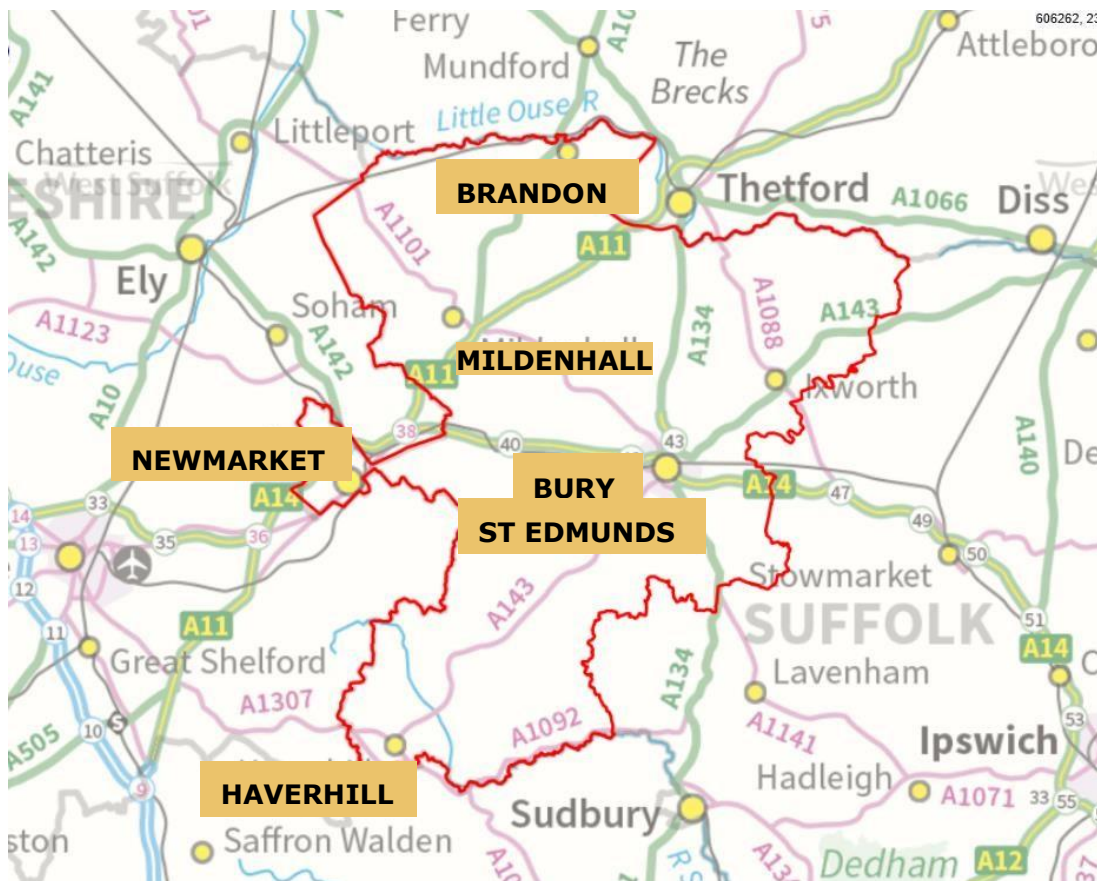 606262, 23
Ferry
Attleboro
Mundford
The
Brecks
A141
Little Ouse R
Littleport
Chatteris
West Suffolk
ESHIRE
BRANDON
Thetford
A1066
Diss
A142
A1101
A11
Ely
Soham
A134
A1088
A143
A1123
Ouse
A142
A10
MILDENHALL
A11
Ixworth
A140
38
40
43
NEWMARKET
BURY
ST EDMUNDS
A14
A14
47
33
14
13
35
36
49
50
12
11
A11
A143
Stowmarket
SUFFOLK
51
A14
Great Shelford
A134
Lavenham
A1307
A1092
A1141
53
10
S
A505
Ipswich
9
HAVERHILL
Hadleigh
A1071
33
55
Sudbury
ston
Saffron Walden
Dedham
A12